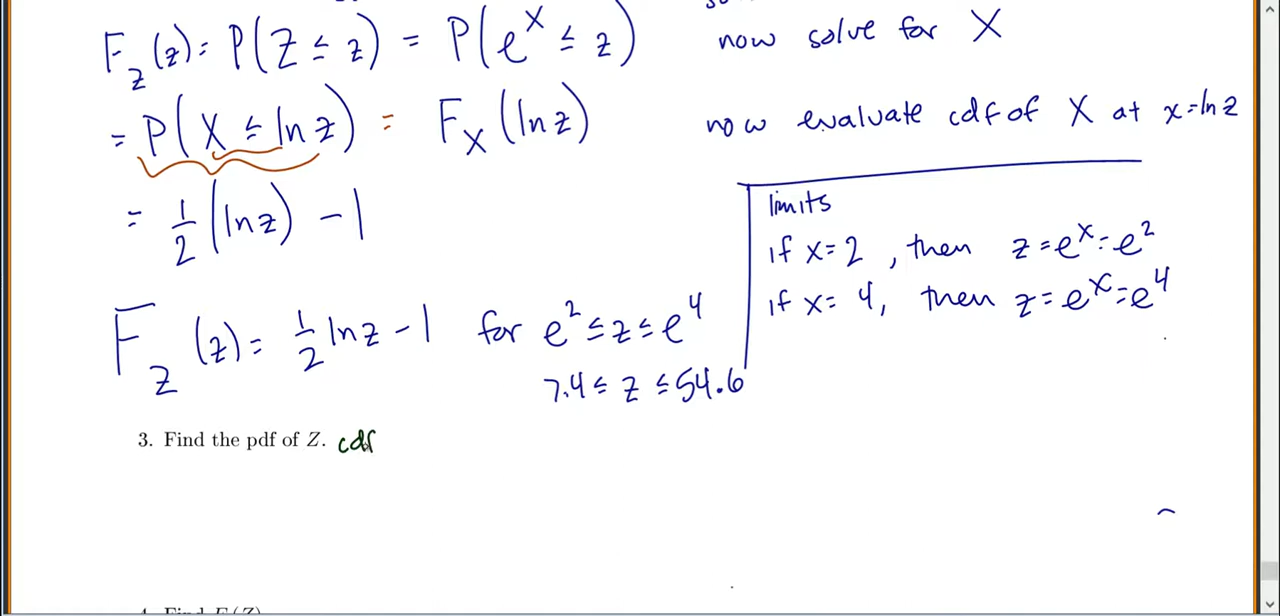 F_Z(z) = P(Z ≤ z) = P(e^X ≤ z) now solve for X
= P(X ≤ ln z) = F_X(ln z) now evaluate cdf of X at x=ln z
= 1/2 (ln z) - 1
limits
if x=2, then z=e^x=e^2
if x=4, then z=e^x=e^4
F_Z(z) = 1/2 ln z - 1 for e^2 ≤ z ≤ e^4
7.4 ≤ z ≤ 54.6
3. Find the pdf of Z. cdf